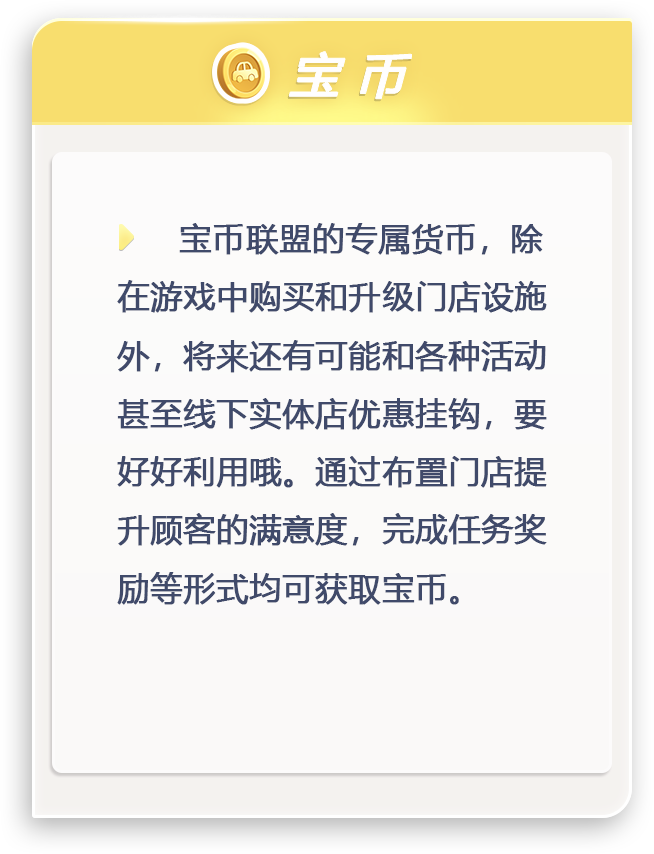 宝币
宝币联盟的专属货币，除
在游戏中购买和升级门店设施
外，将来还有可能和各种活动
甚至线下实体店优惠挂钩，要
好好利用哦。通过布置门店提
升顾客的满意度，完成任务奖
励等形式均可获取宝币。